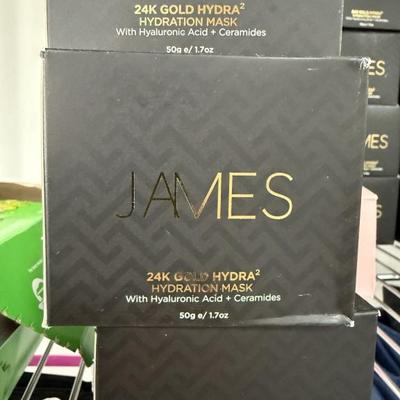 24K GOLD HYDRA²
HYDRATION MASK
With Hyaluronic Acid + Ceramides
50g e/ 1.7oz
JAMES
24K GOLD HYDRA²
HYDRATION MASK
With Hyaluronic Acid + Ceramides
50g e/ 1.7oz
ES
ES
ES